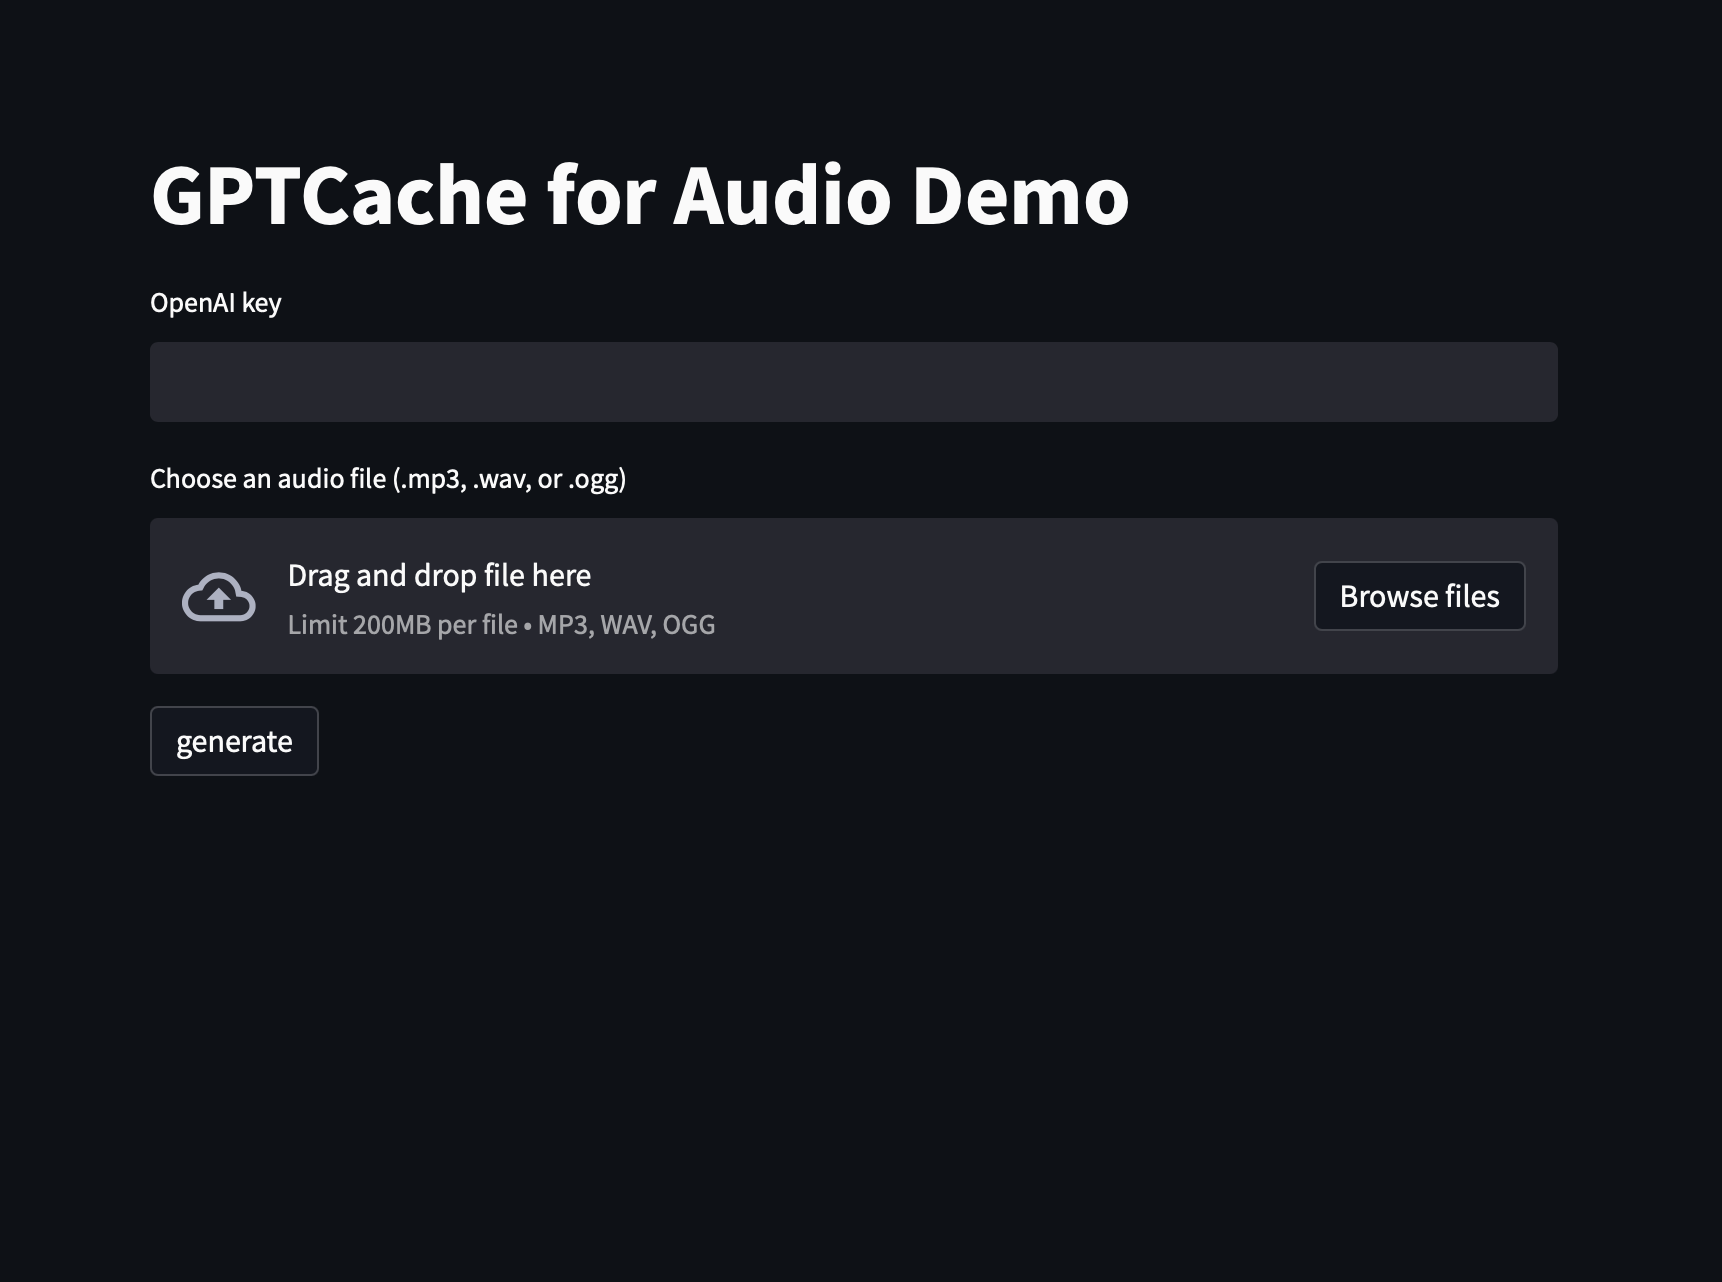 GPTCache for Audio Demo
OpenAI key
Choose an audio file (.mp3, .wav, or .ogg)
Drag and drop file here
Limit 200MB per file • MP3, WAV, OGG
Browse files
generate